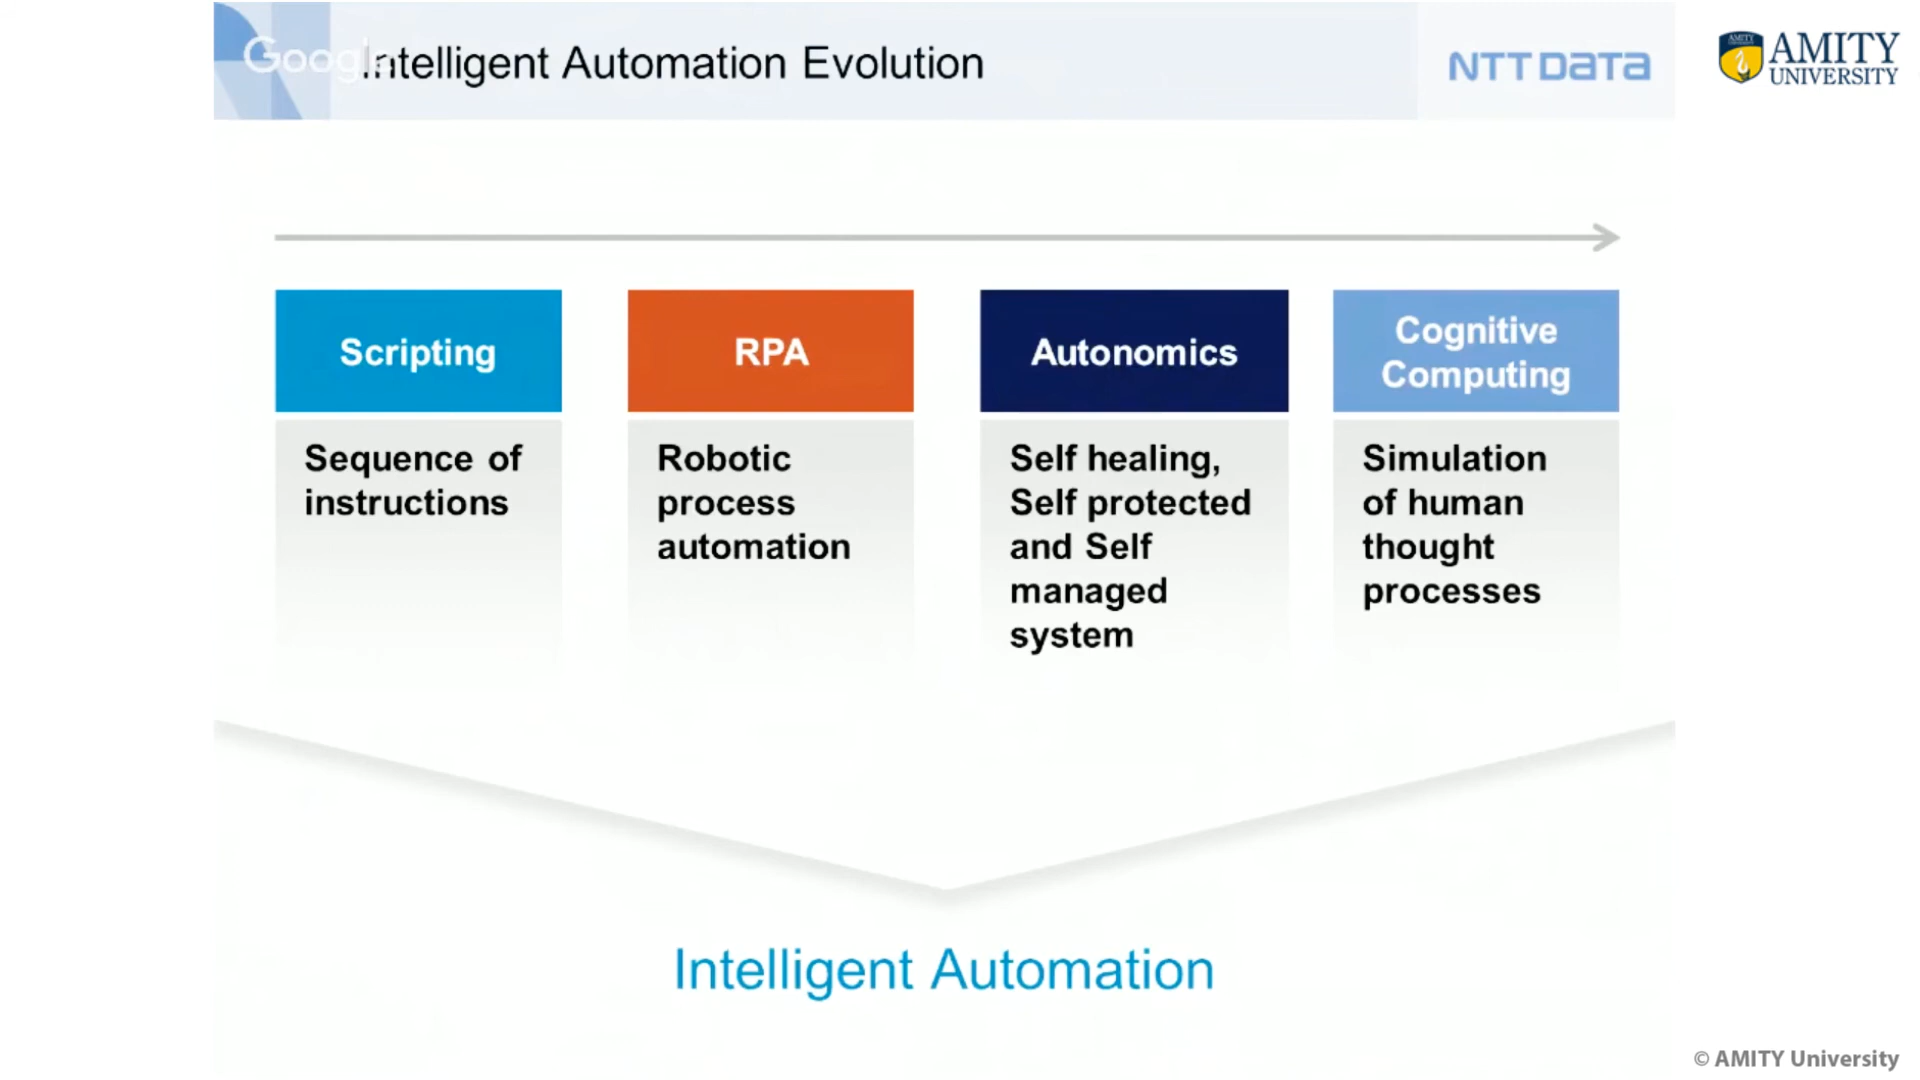 Intelligent Automation Evolution
NTT DATA
AMITY
AMITY
UNIVERSITY
Scripting
RPA
Autonomics
Cognitive
Computing
Sequence of
instructions
Robotic
process
automation
Self healing,
Self protected
and Self
managed
system
Simulation
of human
thought
processes
Intelligent Automation
© AMITY University